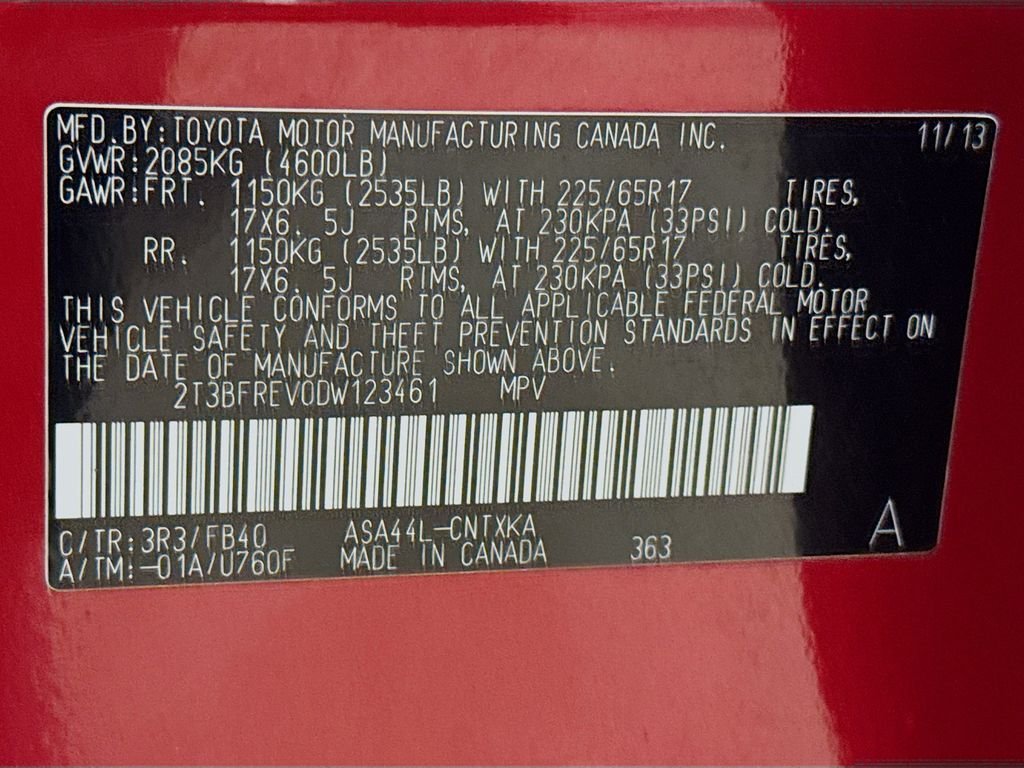 MFD.BY:TOYOTA MOTOR MANUFACTURING CANADA INC. 11/13
GVWR:2085KG (4600LB)
GAWR:FRT. 1150KG (2535LB) WITH 225/65R17 TIRES,
17X6.5J RIMS, AT 230KPA (33PSI) COLD.
RR. 1150KG (2535LB) WITH 225/65R17 TIRES,
17X6.5J RIMS, AT 230KPA (33PSI) COLD.
THIS VEHICLE CONFORMS TO ALL APPLICABLE FEDERAL MOTOR
VEHICLE SAFETY AND THEFT PREVENTION STANDARDS IN EFFECT ON
THE DATE OF MANUFACTURE SHOWN ABOVE.
2T3BFREV0DW123461 MPV
C/TR:3R3/FB40 ASA44L-CNTXKA
A/TM:-01A/U760F MADE IN CANADA 363 A